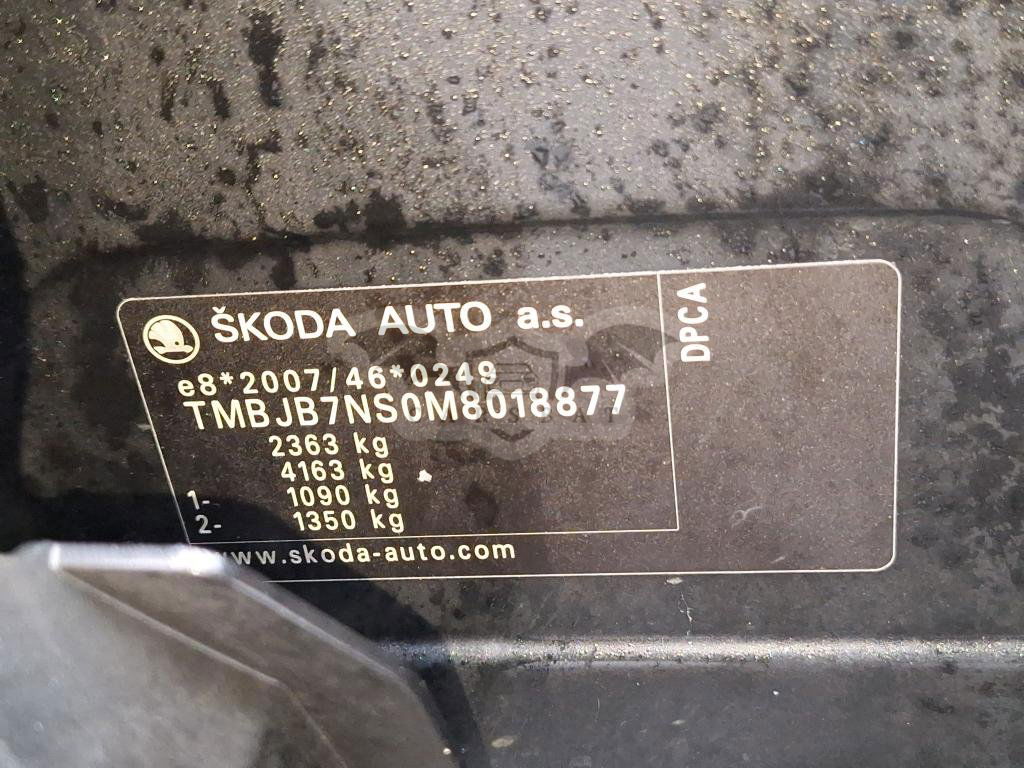 ŠKODA AUTO a.s.
e8*2007/46*0249
TMBJB7NS0M8018877
2363 kg
4163 kg
1- 1090 kg
2- 1350 kg
www.skoda-auto.com
DPCA